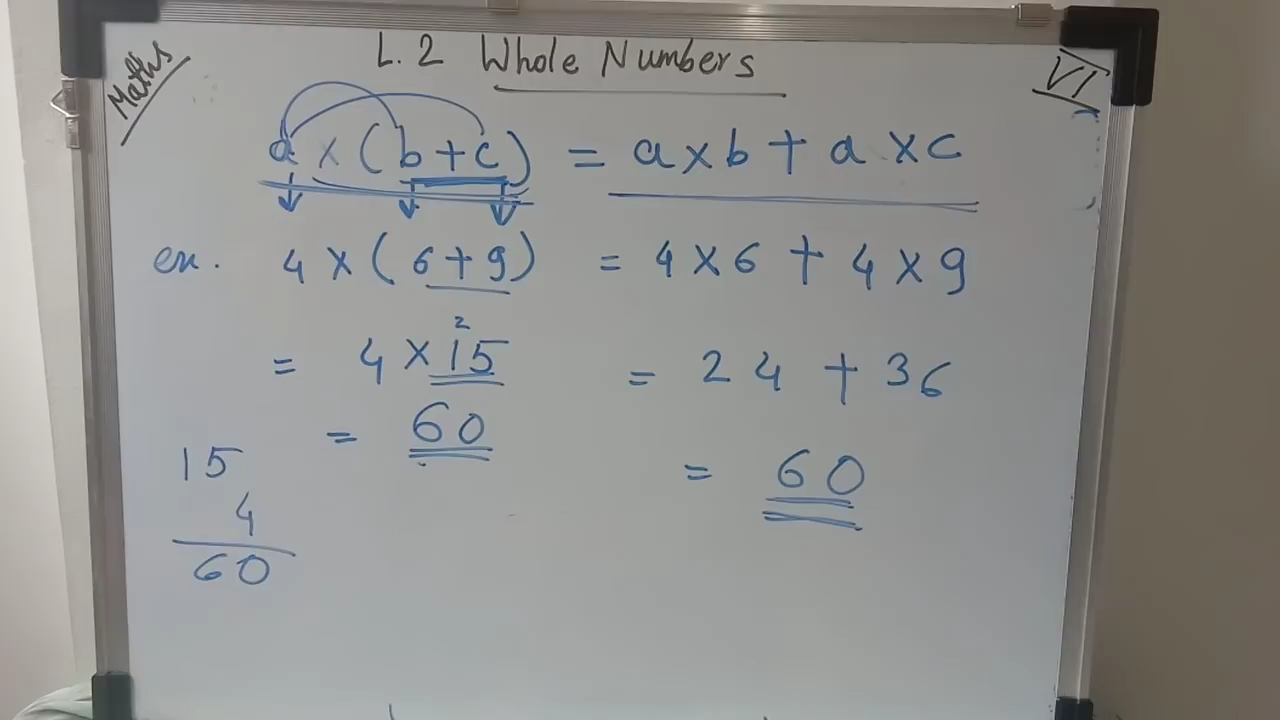 Maths
L.2 Whole Numbers
VI
a × (b + c) = a × b + a × c
ex. 4 × (6 + 9) = 4 × 6 + 4 × 9
2
= 4 × 15 = 24 + 36
= 60 = 60
15
4
60